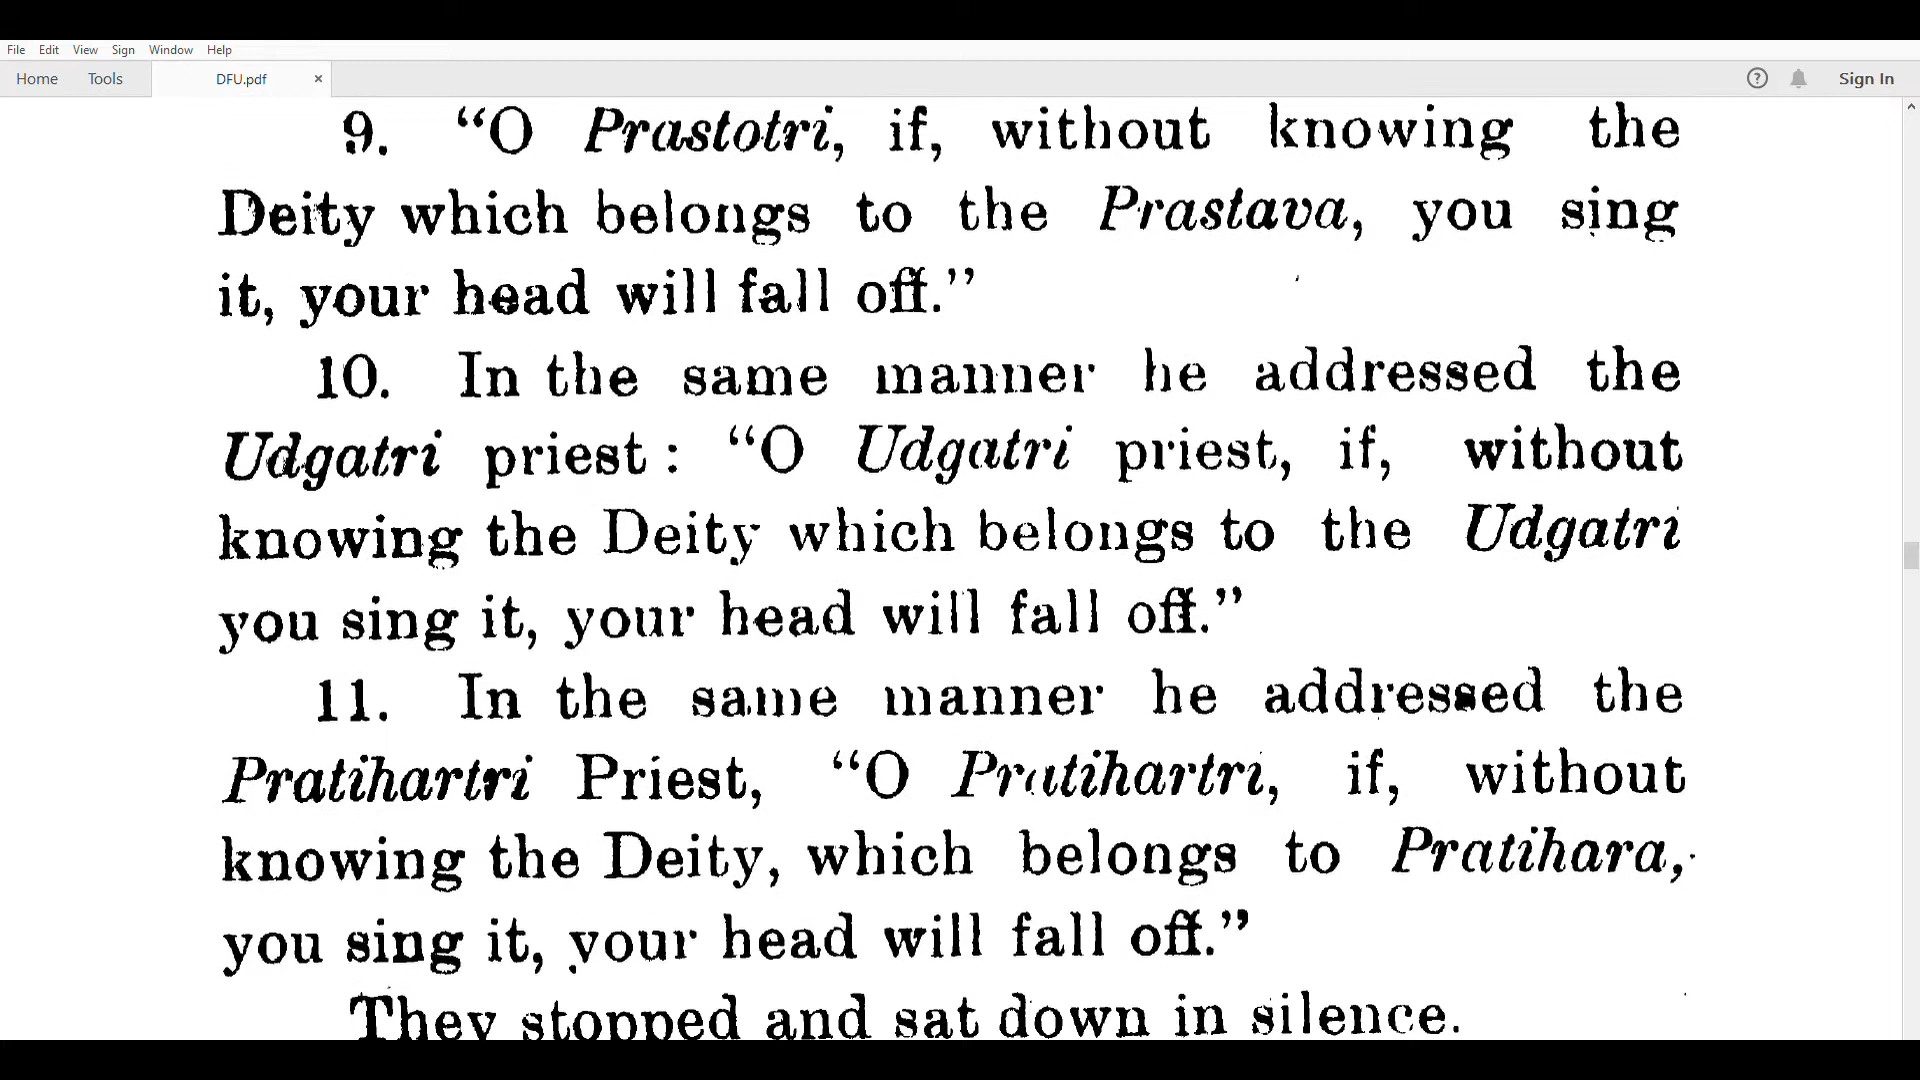 File Edit View Sign Window Help
Home Tools DFU.pdf × ? Sign In
9. “O Prastotri, if, without knowing the
Deity which belongs to the Prastava, you sing
it, your head will fall off.”
10. In the same manner he addressed the
Udgatri priest : “O Udgatri priest, if, without
knowing the Deity which belongs to the Udgatri
you sing it, your head will fall off.”
11. In the same manner he addressed the
Pratihartri Priest, “O Pratihartri, if, without
knowing the Deity, which belongs to Pratihara,
you sing it, your head will fall off.”
They stopped and sat down in silence.